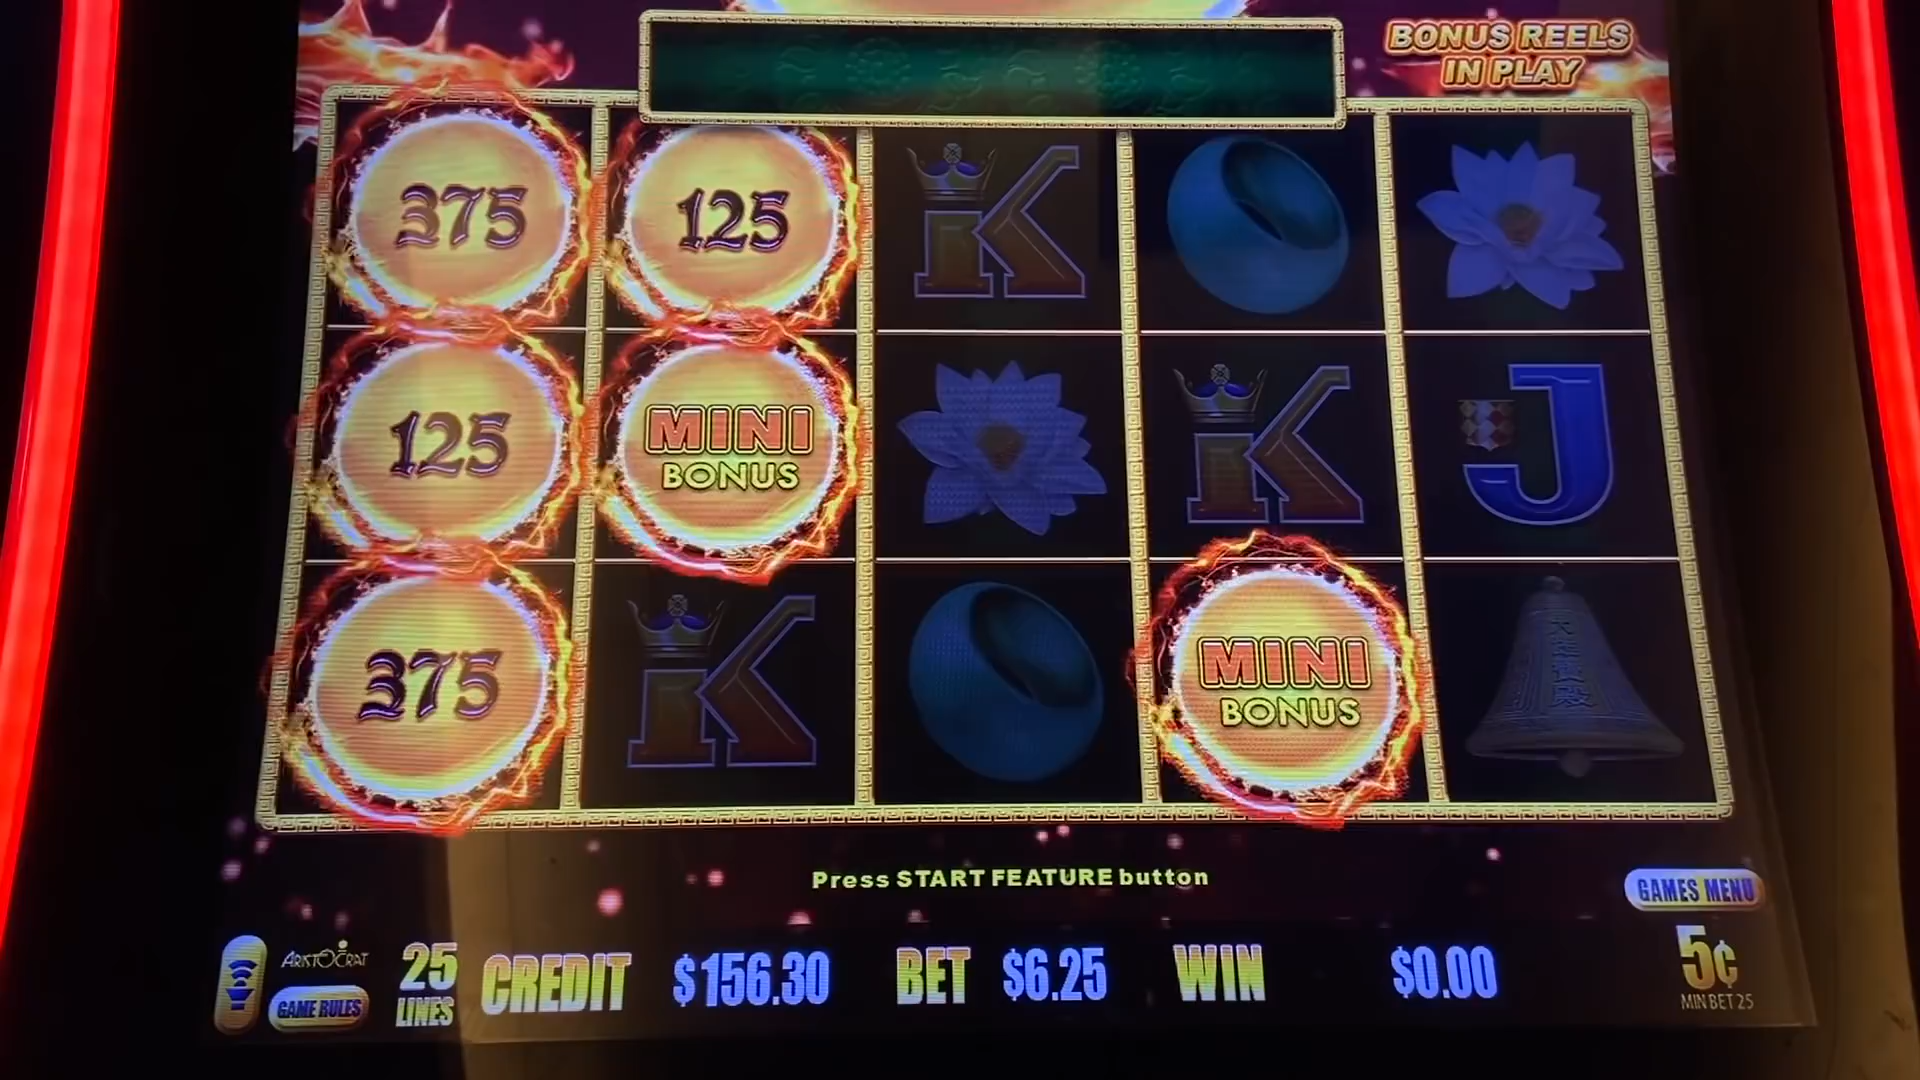 BONUS REELS
IN PLAY
375
125
K
125
MINI
BONUS
K
J
375
K
MINI
BONUS
Press START FEATURE button
GAMES MENU
ARISTOCRAT
GAME RULES
25
LINES
CREDIT $156.30 BET $6.25 WIN $0.00
5¢
MIN BET 25